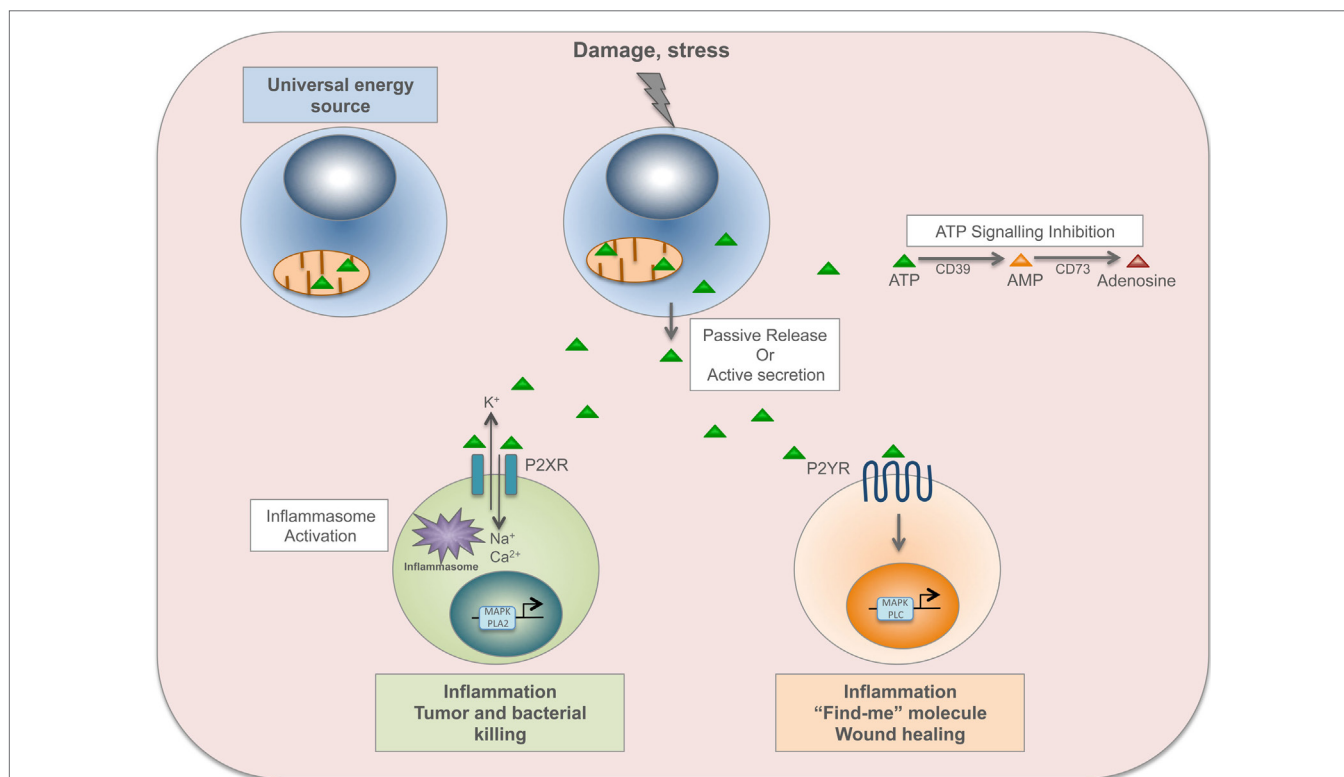 Damage, stress
Universal energy
source
ATP Signalling Inhibition
ATP
CD39
AMP
CD73
Adenosine
Passive Release
Or
Active secretion
K⁺
P2XR
P2YR
Inflammasome
Activation
Na⁺
Ca²⁺
Inflammasome
MAPK
PLA2
MAPK
PLC
Inflammation
Tumor and bacterial
killing
Inflammation
“Find-me” molecule
Wound healing